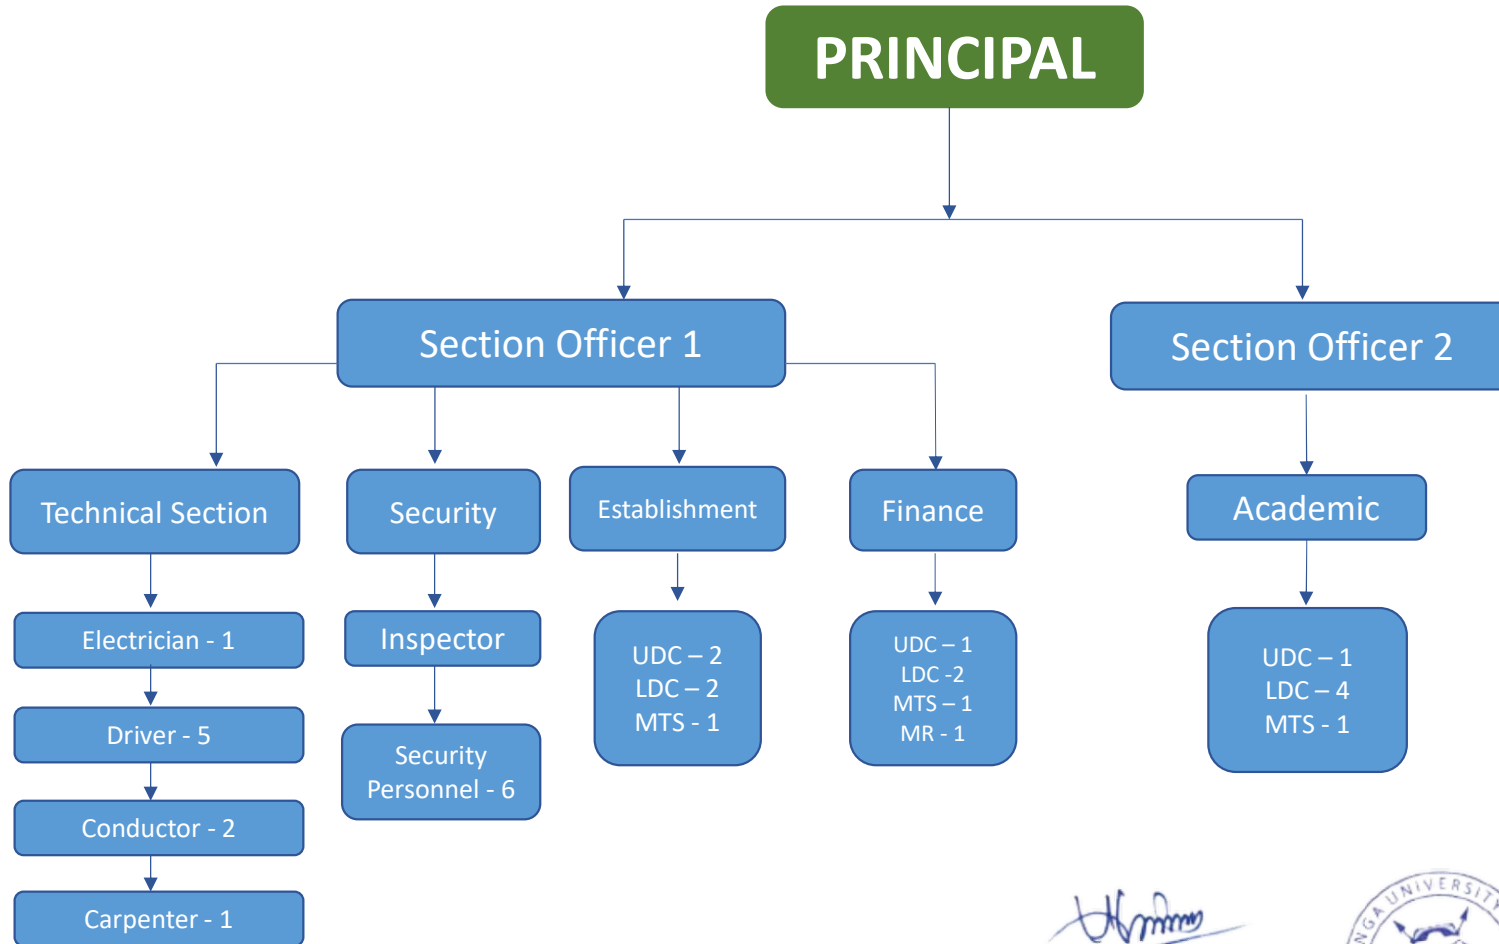 PRINCIPAL
Section Officer 1
Section Officer 2
Technical Section
Security
Establishment
Finance
Academic
Electrician - 1
Driver - 5
Conductor - 2
Carpenter - 1
Inspector
Security
Personnel - 6
UDC – 2
LDC – 2
MTS - 1
UDC – 1
LDC -2
MTS – 1
MR - 1
UDC – 1
LDC – 4
MTS - 1
NGA UNIVERSITY